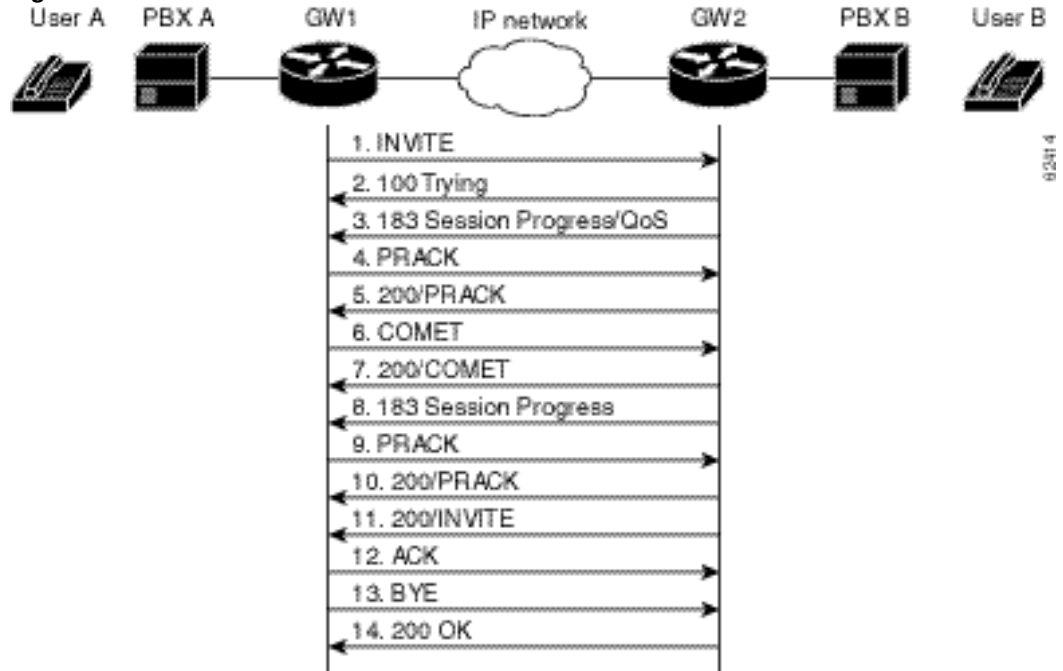 User A PBX A GW1 IP network GW2 PBX B User B
1. INVITE
2. 100 Trying
3. 183 Session Progress/QoS
4. PRACK
5. 200/PRACK
6. COMET
7. 200/COMET
8. 183 Session Progress
9. PRACK
10. 200/PRACK
11. 200/INVITE
12. ACK
13. BYE
14. 200 OK
62414